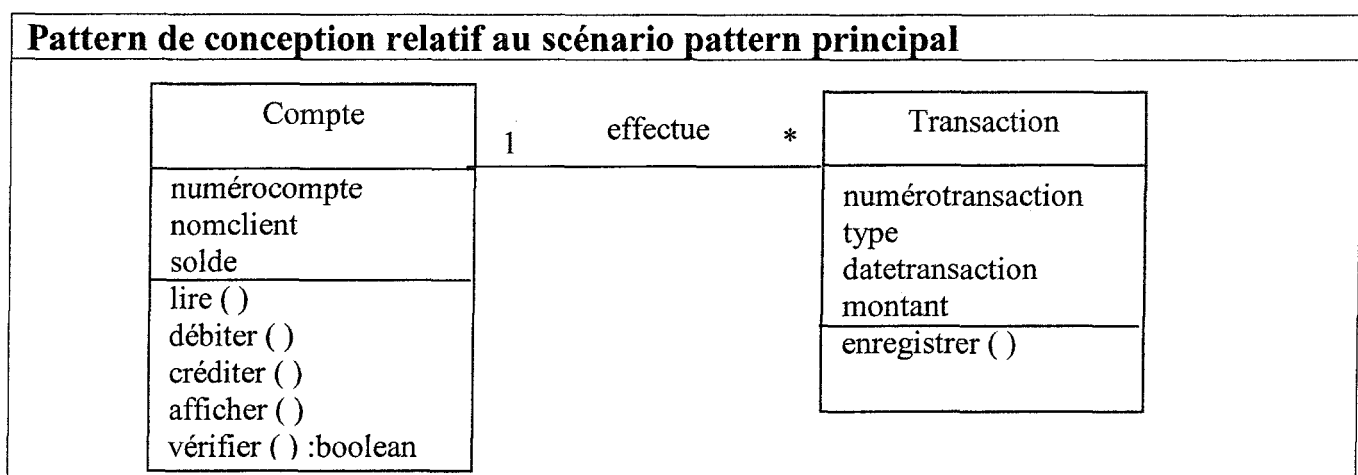 Pattern de conception relatif au scénario pattern principal
Compte
numérocompte
nomclient
solde
lire ( )
débiter ( )
créditer ( )
afficher ( )
vérifier ( ) :boolean
1 effectue *
Transaction
numérotransaction
type
datetransaction
montant
enregistrer ( )